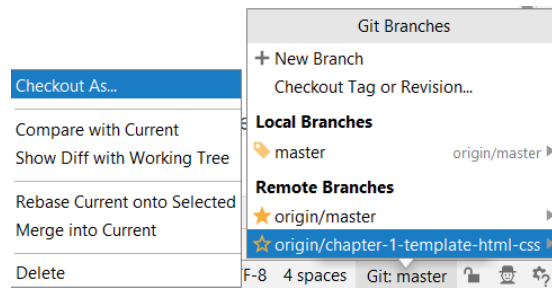 Git Branches
+ New Branch
Checkout Tag or Revision...
Local Branches
master origin/master
Remote Branches
origin/master
origin/chapter-1-template-html-css
Checkout As...
Compare with Current
Show Diff with Working Tree
Rebase Current onto Selected
Merge into Current
Delete
F-8 4 spaces Git: master